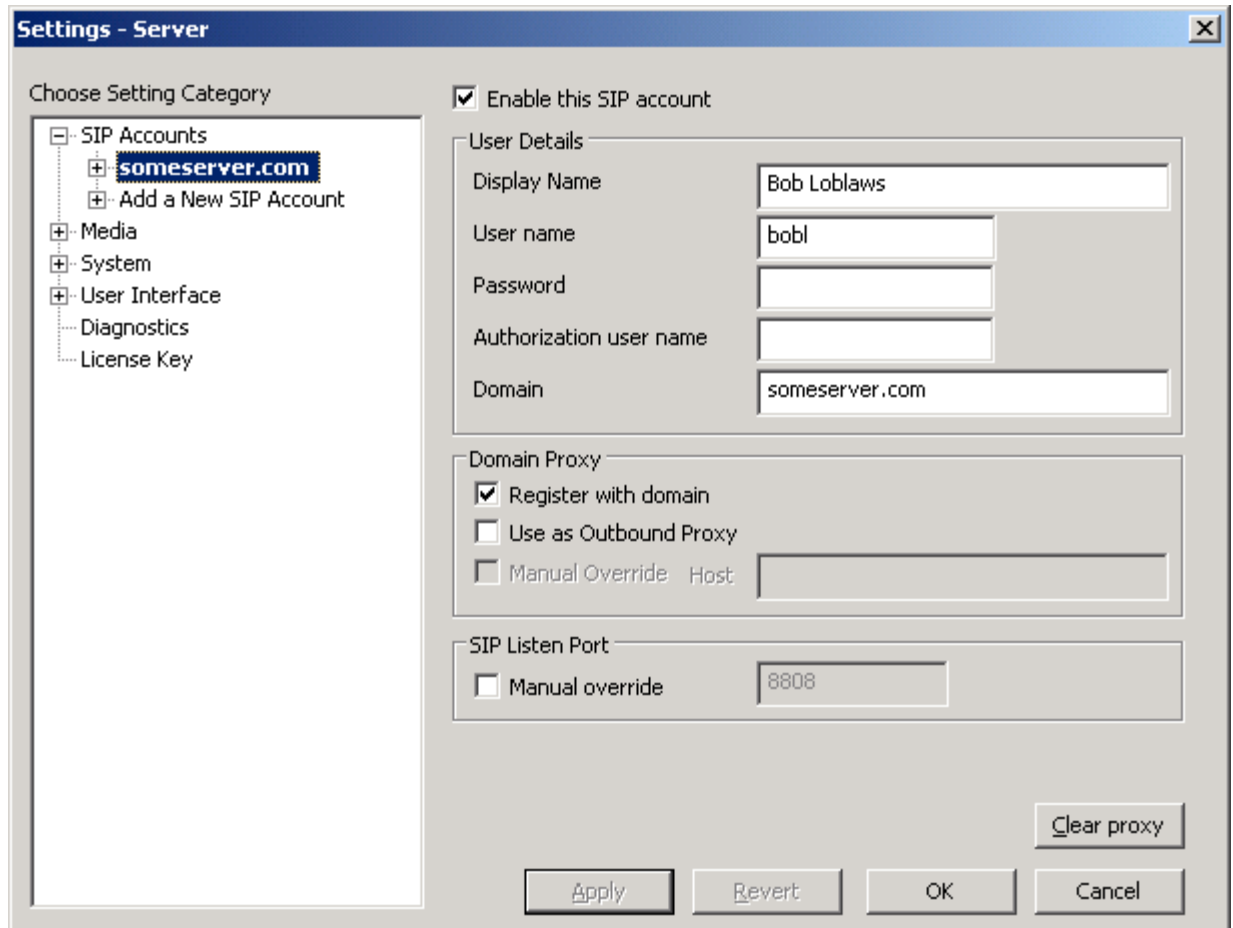 Settings - Server
Choose Setting Category
SIP Accounts
someserver.com
Add a New SIP Account
Media
System
User Interface
Diagnostics
License Key
Enable this SIP account
User Details
Display Name Bob Loblaws
User name bobl
Password
Authorization user name
Domain someserver.com
Domain Proxy
Register with domain
Use as Outbound Proxy
Manual Override Host
SIP Listen Port
Manual override 8808
Clear proxy
Apply Revert OK Cancel